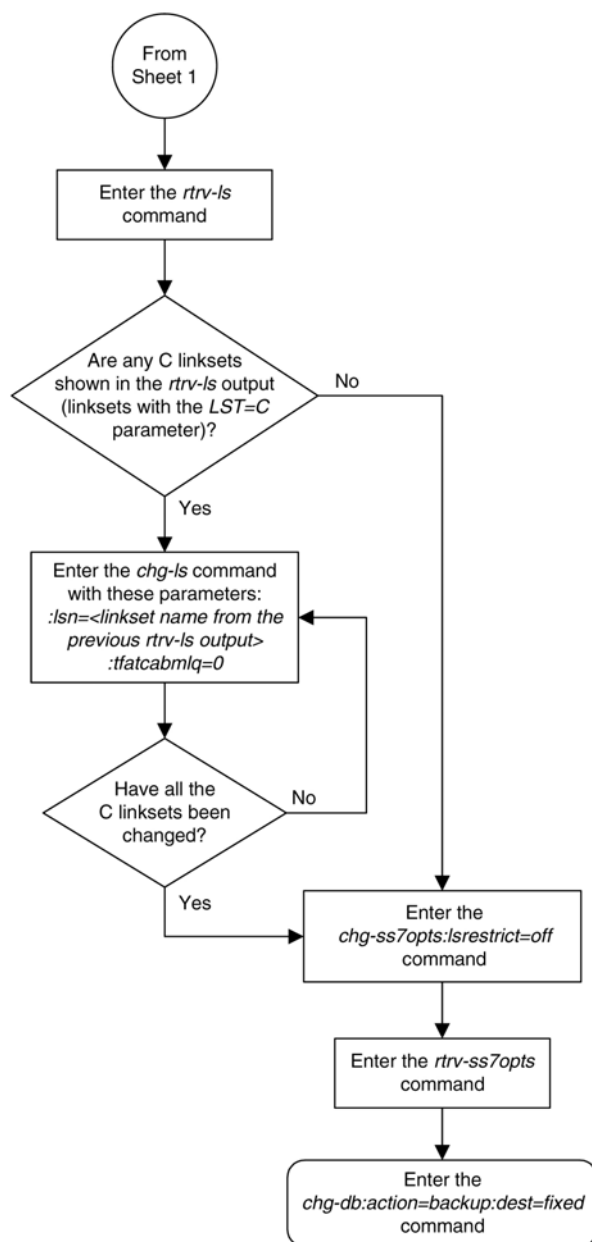 From
Sheet 1
Enter the rtrv-ls
command
Are any C linksets
shown in the rtrv-ls output
(linksets with the LST=C
parameter)?
No
Yes
Enter the chg-ls command
with these parameters:
:lsn=<linkset name from the
previous rtrv-ls output>
:tfatcabmlq=0
Have all the
C linksets been
changed?
No
Yes
Enter the
chg-ss7opts:lsrestrict=off
command
Enter the rtrv-ss7opts
command
Enter the
chg-db:action=backup:dest=fixed
command